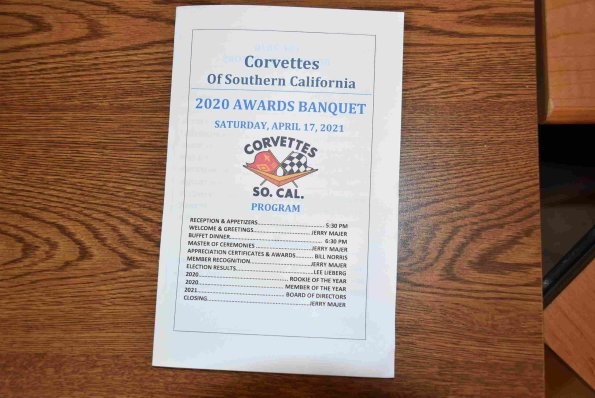 Corvettes
Of Southern California
2020 AWARDS BANQUET
SATURDAY, APRIL 17, 2021
CORVETTES
SO. CAL.
PROGRAM
RECEPTION & APPETIZERS..............................5:30 PM
WELCOME & GREETINGS..............................JERRY MAJER
BUFFET DINNER..............................6:30 PM
MASTER OF CEREMONIES..............................JERRY MAJER
APPRECIATION CERTIFICATES & AWARDS..........BILL NORRIS
MEMBER RECOGNITION..............................JERRY MAJER
ELECTION RESULTS..............................LEE LIEBERG
2020..............................ROOKIE OF THE YEAR
2020..............................MEMBER OF THE YEAR
2021..............................BOARD OF DIRECTORS
CLOSING..............................JERRY MAJER